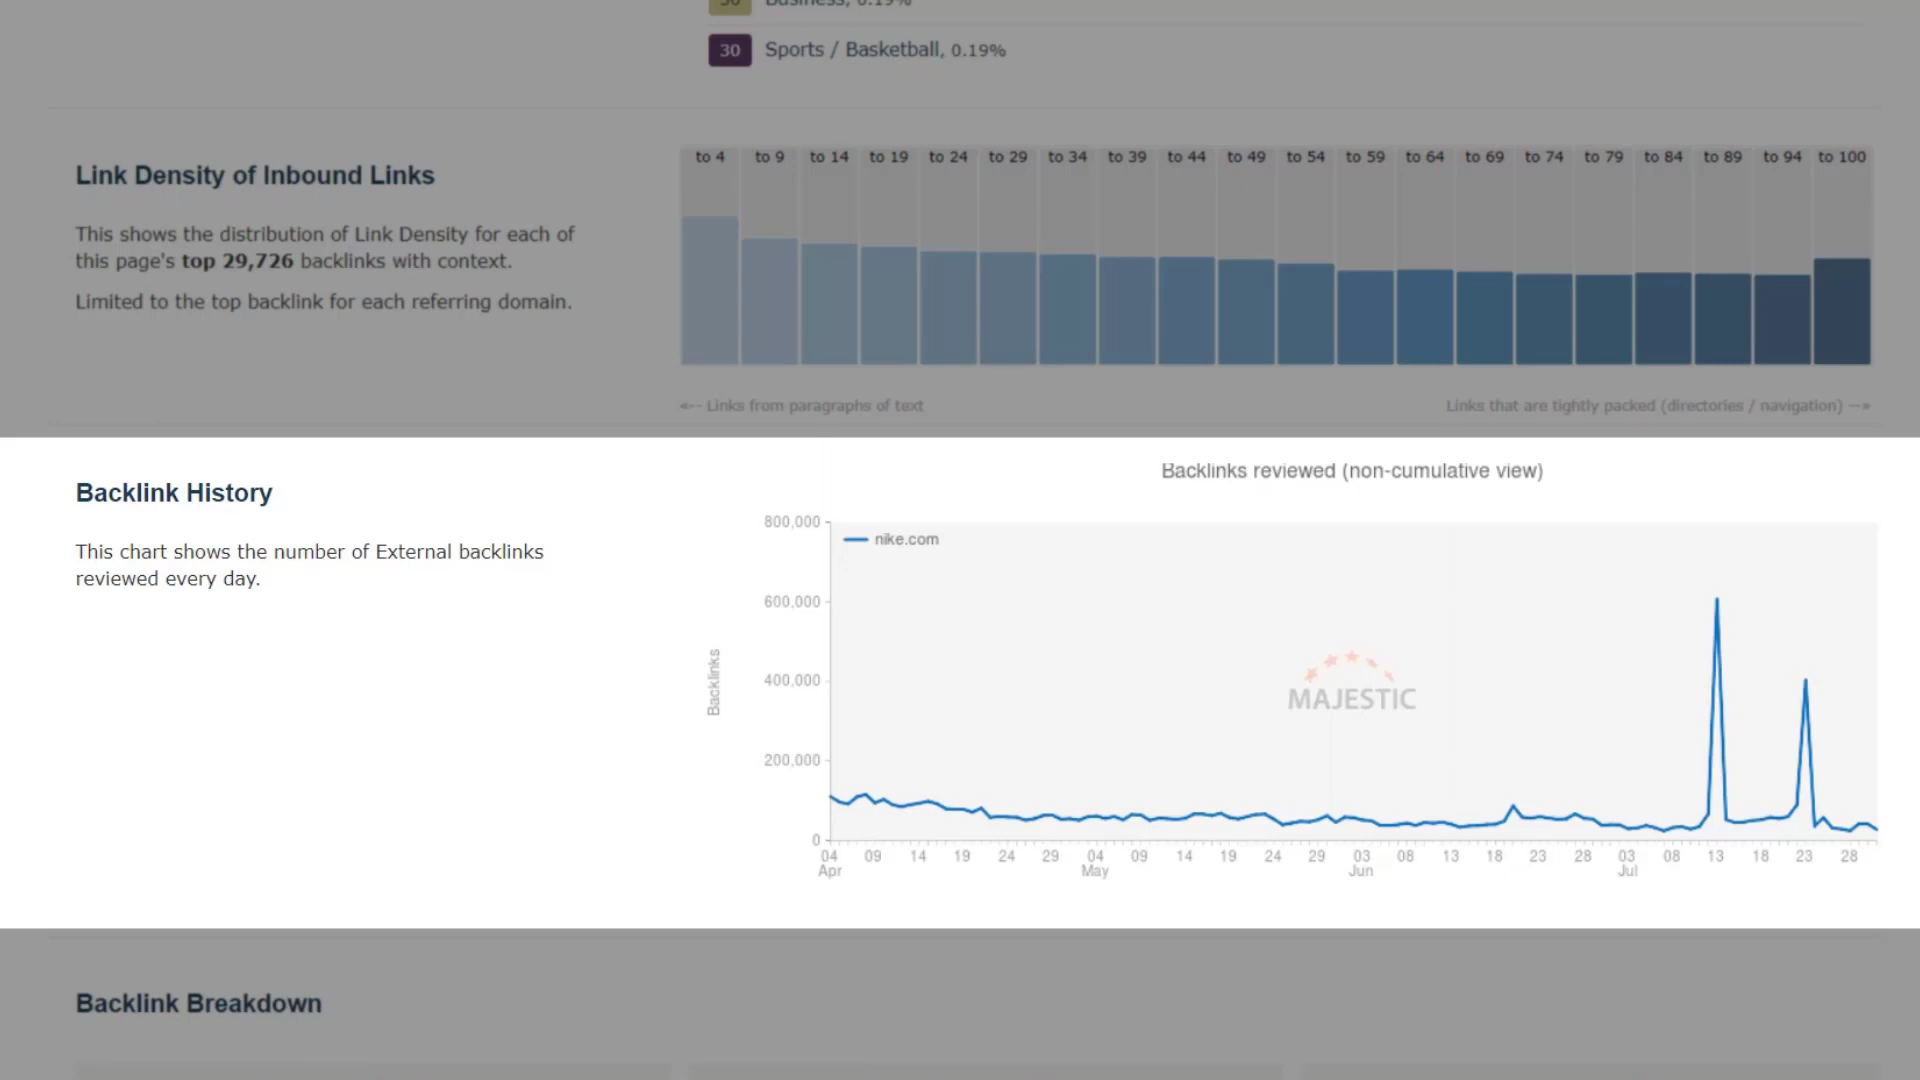 30 Business, 0.19%
30 Sports / Basketball, 0.19%
Link Density of Inbound Links
This shows the distribution of Link Density for each of
this page's top 29,726 backlinks with context.
Limited to the top backlink for each referring domain.
to 4 to 9 to 14 to 19 to 24 to 29 to 34 to 39 to 44 to 49 to 54 to 59 to 64 to 69 to 74 to 79 to 84 to 89 to 94 to 100
«-- Links from paragraphs of text
Links that are tightly packed (directories / navigation) --»
Backlink History
This chart shows the number of External backlinks
reviewed every day.
Backlinks reviewed (non-cumulative view)
nike.com
Backlinks
800,000
600,000
400,000
200,000
0
MAJESTIC
04 09 14 19 24 29 04 09 14 19 24 29 03 08 13 18 23 28 03 08 13 18 23 28
Apr May Jun Jul
Backlink Breakdown